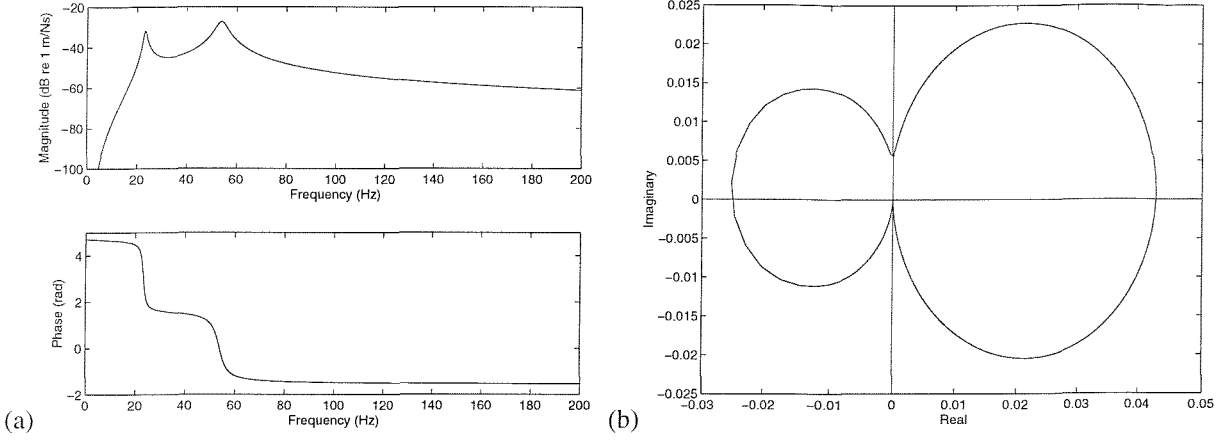 Magnitude (dB re 1 m/Ns)
−20
−40
−60
−80
−100
0 20 40 60 80 100 120 140 160 180 200
Frequency (Hz)
Phase (rad)
4
2
0
−2
0 20 40 60 80 100 120 140 160 180 200
Frequency (Hz)
(a)
Imaginary
0.025
0.02
0.015
0.01
0.005
0
−0.005
−0.01
−0.015
−0.02
−0.025
−0.03 −0.02 −0.01 0 0.01 0.02 0.03 0.04 0.05
Real
(b)